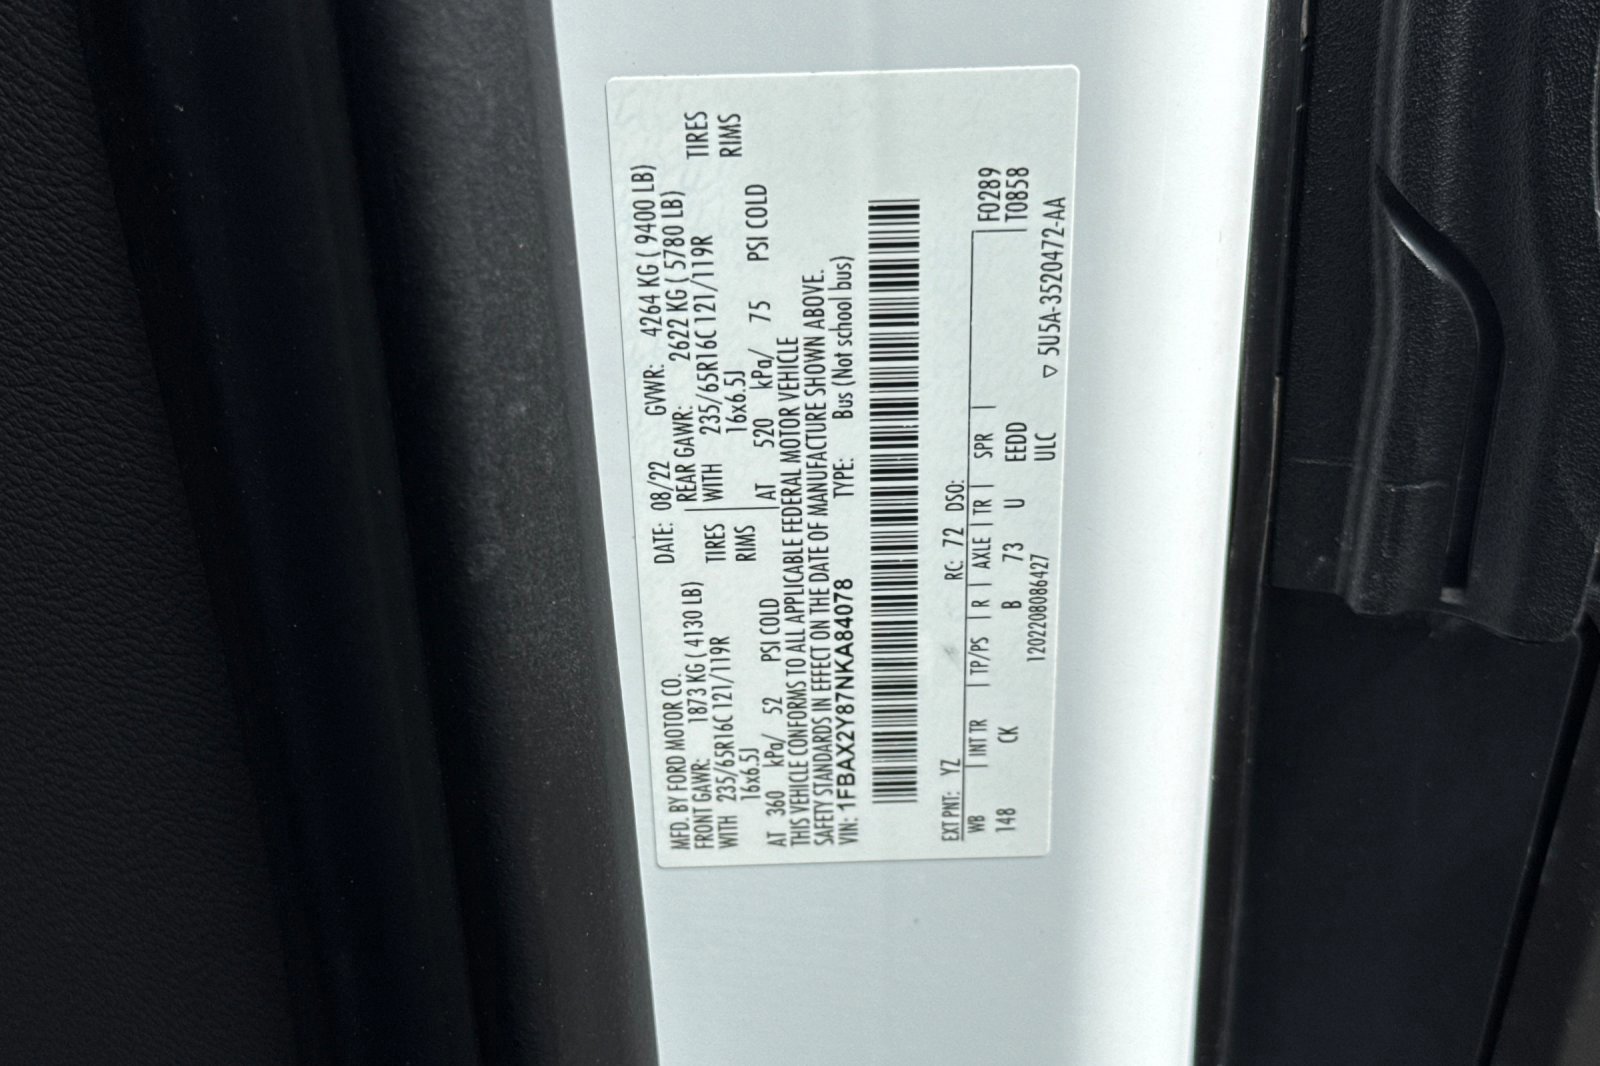 MFD. BY FORD MOTOR CO. DATE: 08/22 GVWR: 4264 KG ( 9400 LB)
FRONT GAWR: 1873 KG ( 4130 LB) REAR GAWR: 2622 KG ( 5780 LB)
WITH 235/65R16C 121/119R TIRES WITH 235/65R16C 121/119R TIRES
16x6.5J RIMS 16x6.5J RIMS
AT 360 kPa/ 52 PSI COLD AT 520 kPa/ 75 PSI COLD
THIS VEHICLE CONFORMS TO ALL APPLICABLE FEDERAL MOTOR VEHICLE
SAFETY STANDARDS IN EFFECT ON THE DATE OF MANUFACTURE SHOWN ABOVE.
VIN: 1FBAX2Y87NKA84078 TYPE: Bus (Not school bus)
EXT PNT: YZ RC: 72 DSO:
WB INT TR TP/PS R AXLE TR SPR F0289
148 CK B 73 U EEDD T0858
1202208086427 ULC
▽ 5U5A-3520472-AA